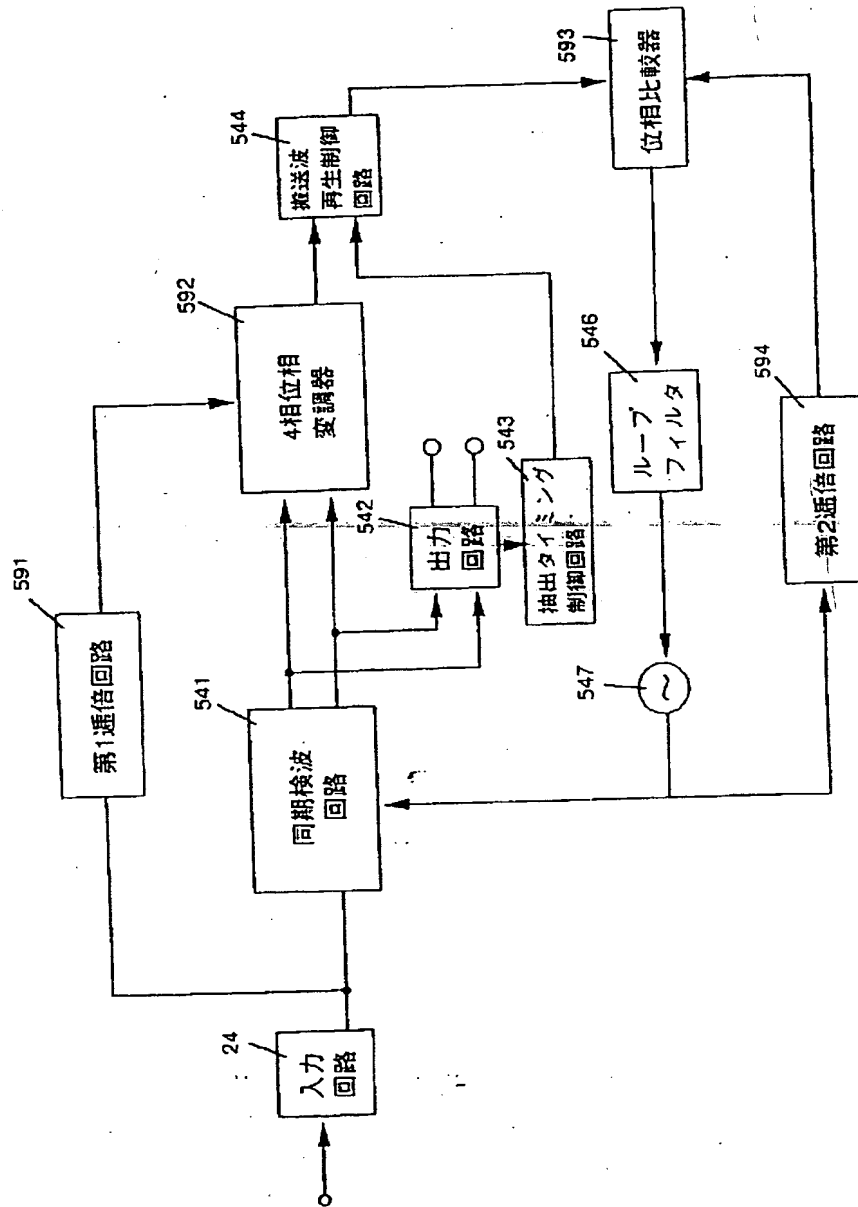 24
入力
回路
591
第1逓倍回路
541
同期検波
回路
592
4相位相
変調器
542
出力
回路
543
抽出タイミング
制御回路
544
搬送波
再生制御
回路
593
位相比較器
546
ループ
フィルタ
547
~
594
第2逓倍回路